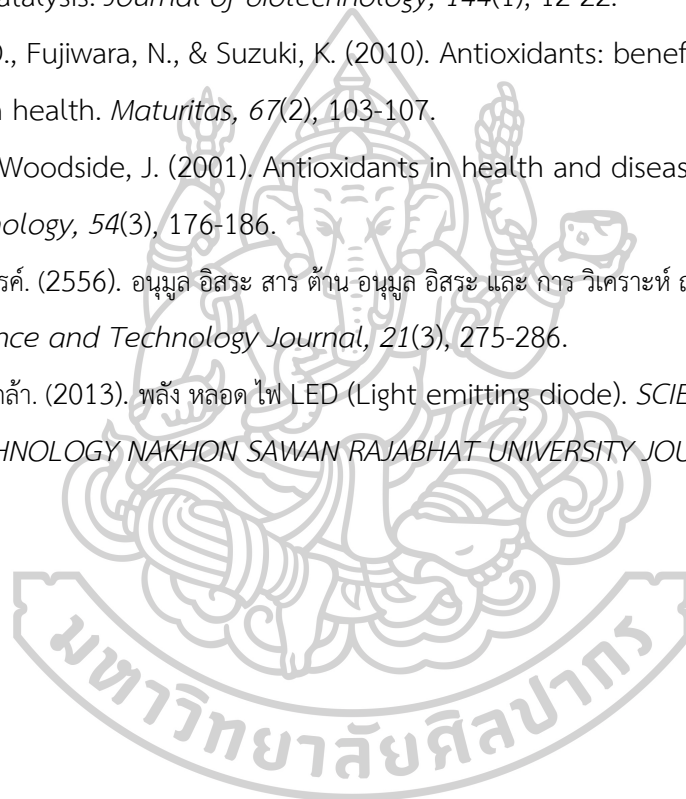 catalysis. Journal of biotechnology, 144(1), 12-22.
O., Fujiwara, N., & Suzuki, K. (2010). Antioxidants: benef
health. Maturitas, 67(2), 103-107.
Woodside, J. (2001). Antioxidants in health and diseas
ology, 54(3), 176-186.
รค์. (2556). อนุมูล อิสระ สาร ต้าน อนุมูล อิสระ และ การ วิเคราะห์
nce and Technology Journal, 21(3), 275-286.
กล้า. (2013). พลัง หลอด ไฟ LED (Light emitting diode). SCIE
HNOLOGY NAKHON SAWAN RAJABHAT UNIVERSITY JOU
มหาวิทยาลัยศิลปากร